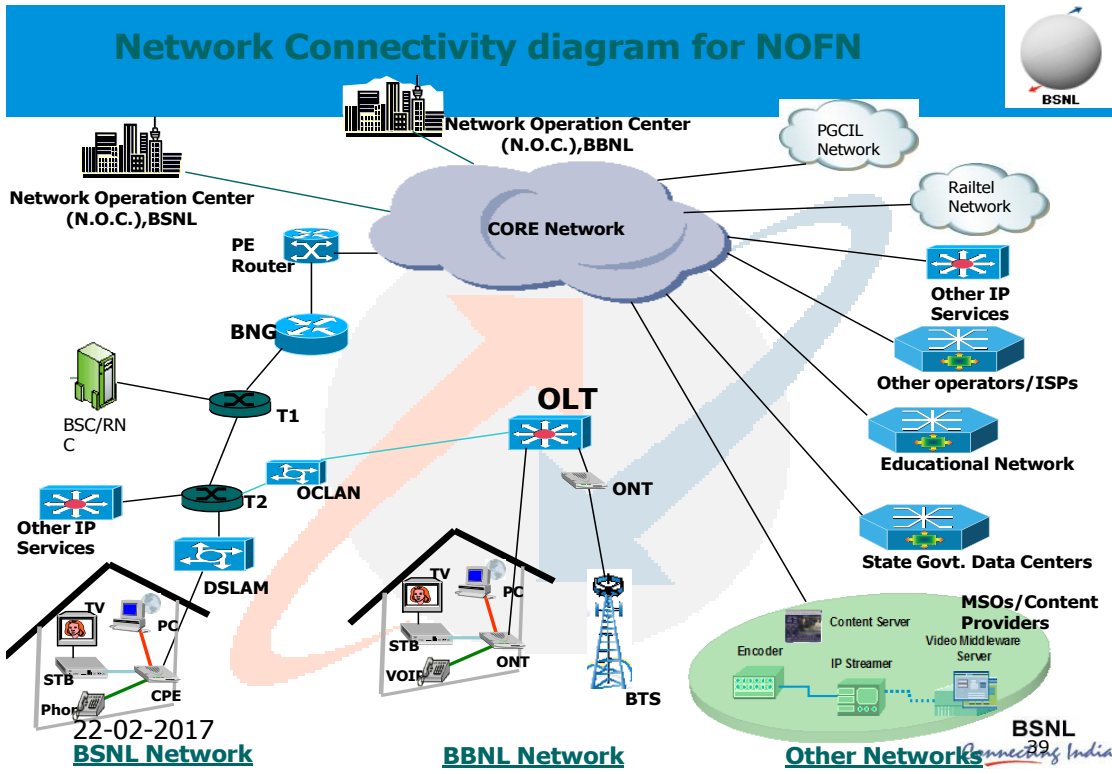 Network Connectivity diagram for NOFN
BSNL
Network Operation Center
(N.O.C.),BBNL
PGCIL
Network
Network Operation Center
(N.O.C.),BSNL
Railtel
Network
CORE Network
PE
Router
Other IP
Services
BNG
Other operators/ISPs
BSC/RN
C
T1
OLT
Educational Network
OCLAN
ONT
T2
Other IP
Services
State Govt. Data Centers
DSLAM
TV
PC
STB
CPE
Phor
TV
PC
STB
ONT
VOIP
BTS
MSOs/Content
Providers
Content Server
Video Middleware
Server
Encoder
IP Streamer
22-02-2017
BSNL Network
BBNL Network
Other Networks
BSNL
39
Connecting India